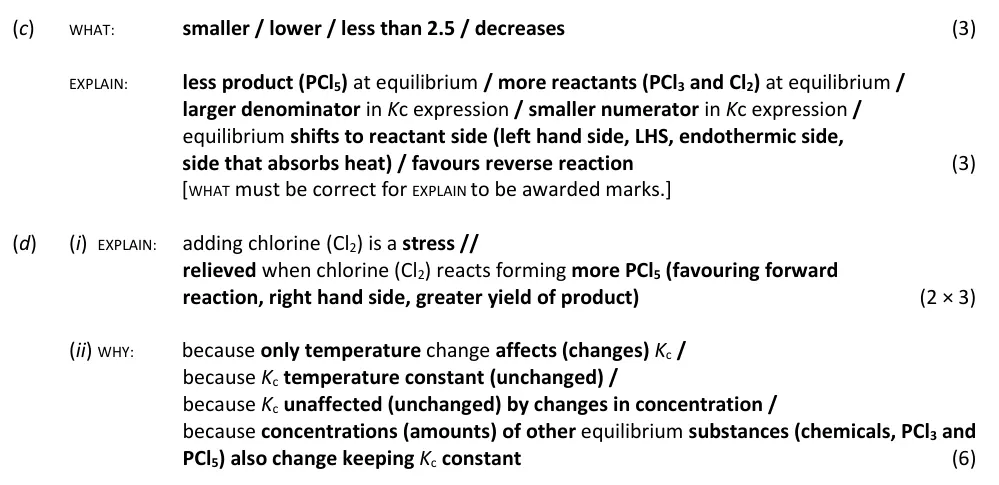 (c) WHAT: smaller / lower / less than 2.5 / decreases (3)
EXPLAIN: less product (PCl₅) at equilibrium / more reactants (PCl₃ and Cl₂) at equilibrium /
larger denominator in Kc expression / smaller numerator in Kc expression /
equilibrium shifts to reactant side (left hand side, LHS, endothermic side,
side that absorbs heat) / favours reverse reaction (3)
[WHAT must be correct for EXPLAIN to be awarded marks.]
(d) (i) EXPLAIN: adding chlorine (Cl₂) is a stress //
relieved when chlorine (Cl₂) reacts forming more PCl₅ (favouring forward
reaction, right hand side, greater yield of product) (2 × 3)
(ii) WHY: because only temperature change affects (changes) Kc /
because Kc temperature constant (unchanged) /
because Kc unaffected (unchanged) by changes in concentration /
because concentrations (amounts) of other equilibrium substances (chemicals, PCl₃ and
PCl₅) also change keeping Kc constant (6)